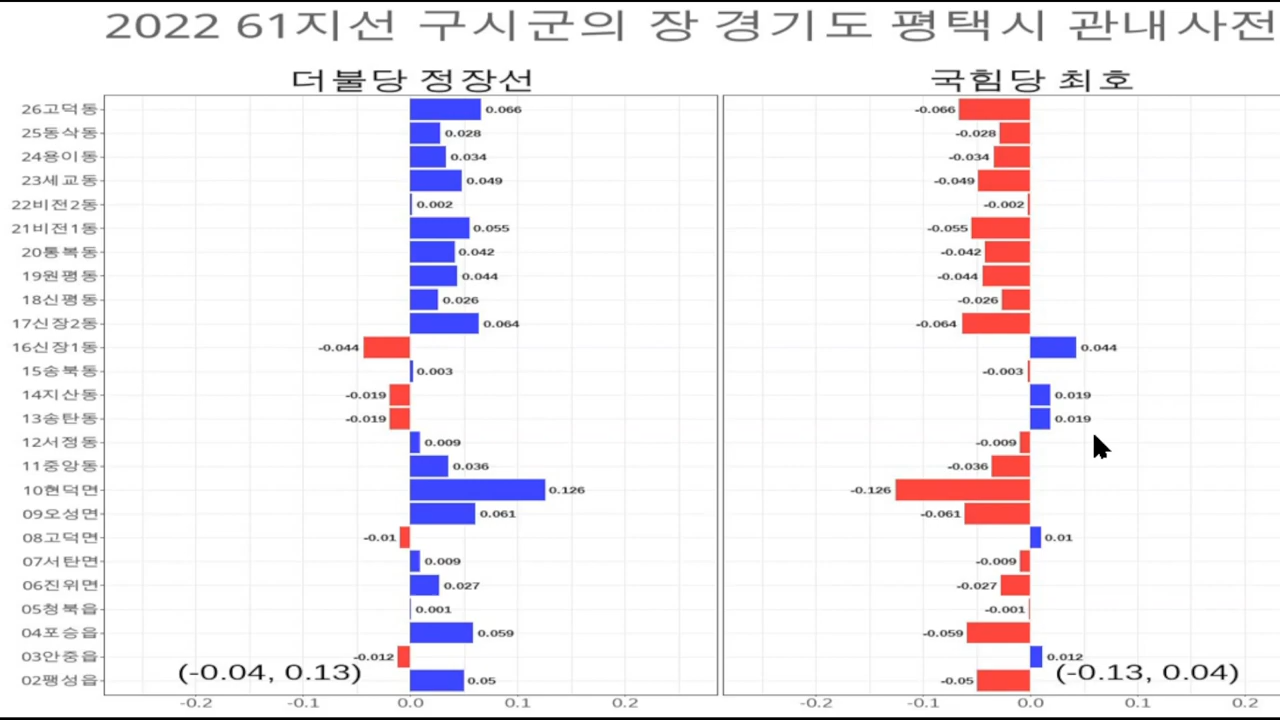 2022 61지선 구시군의 장 경기도 평택시 관내사전
더불당 정장선 국힘당 최호
26고덕동 0.066 -0.066
25동삭동 0.028 -0.028
24용이동 0.034 -0.034
23세교동 0.049 -0.049
22비전2동 0.002 -0.002
21비전1동 0.055 -0.055
20통복동 0.042 -0.042
19원평동 0.044 -0.044
18신평동 0.026 -0.026
17신장2동 0.064 -0.064
16신장1동 -0.044 0.044
15송북동 0.003 -0.003
14지산동 -0.019 0.019
13송탄동 -0.019 0.019
12서정동 0.009 -0.009
11중앙동 0.036 -0.036
10현덕면 0.126 -0.126
09오성면 0.061 -0.061
08고덕면 -0.01 0.01
07서탄면 0.009 -0.009
06진위면 0.027 -0.027
05청북읍 0.001 -0.001
04포승읍 0.059 -0.059
03안중읍 -0.012 0.012
(-0.04, 0.13) (-0.13, 0.04)
02팽성읍 0.05 -0.05
-0.2 -0.1 0.0 0.1 0.2 -0.2 -0.1 0.0 0.1 0.2